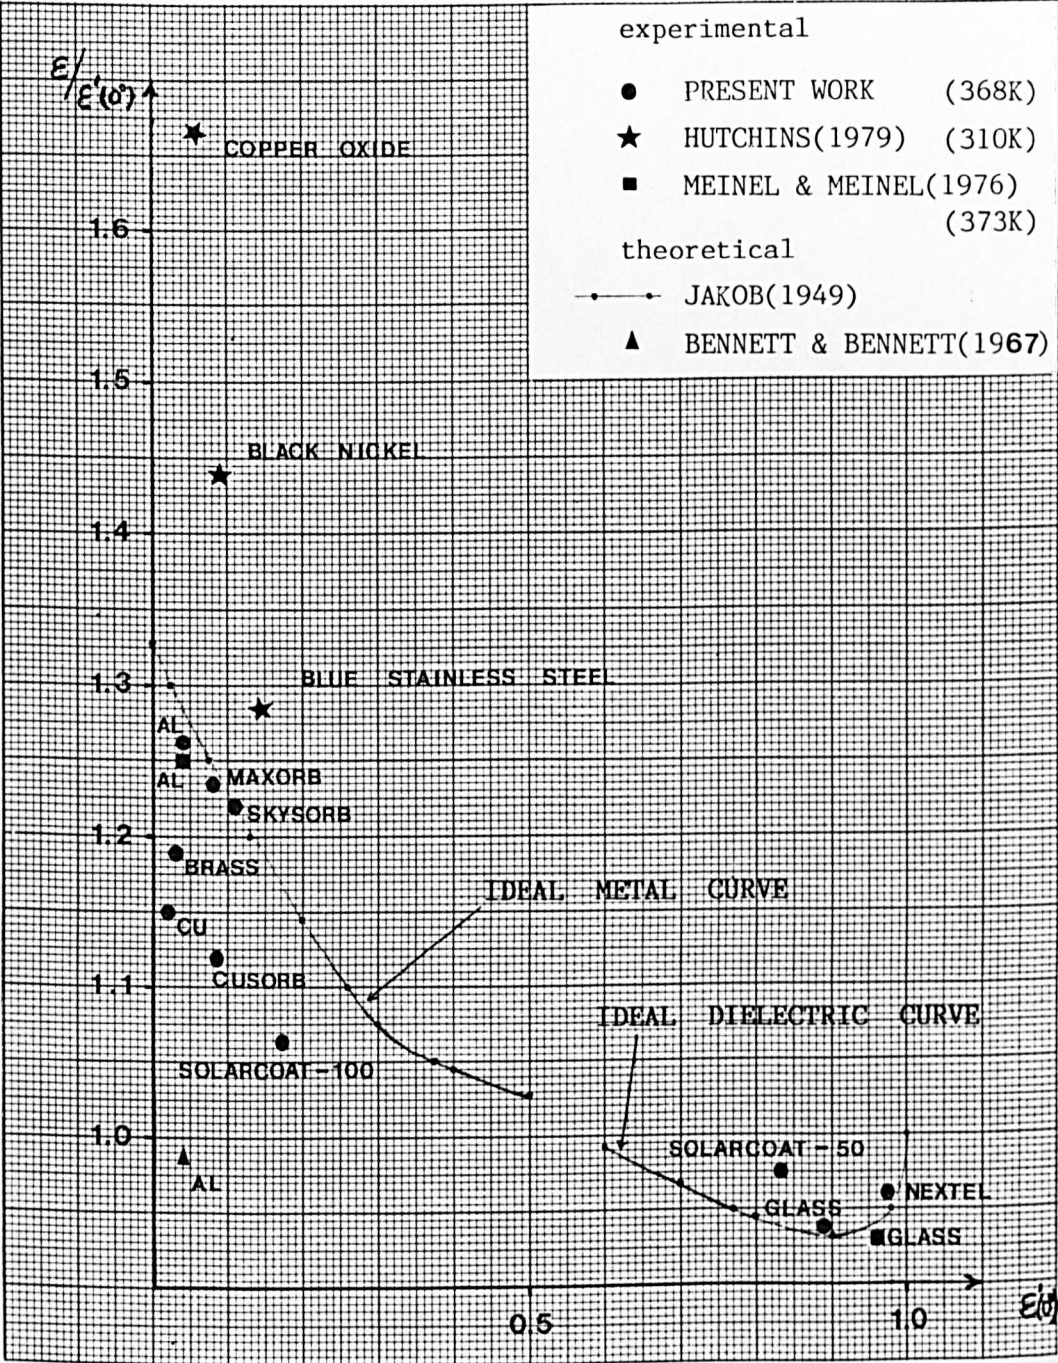 experimental
● PRESENT WORK (368K)
★ HUTCHINS(1979) (310K)
■ MEINEL & MEINEL(1976)
(373K)
theoretical
JAKOB(1949)
▲ BENNETT & BENNETT(1967)
ε/ε'(0°)
COPPER OXIDE
1.6
1.5
BLACK NICKEL
1.4
BLUE STAINLESS STEEL
1.3
AL
AL
MAXORB
SKYSORB
1.2
BRASS
IDEAL METAL CURVE
CU
CUSORB
1.1
IDEAL DIELECTRIC CURVE
SOLARCOAT-100
1.0
SOLARCOAT-50
AL
NEXTEL
GLASS
GLASS
0.5
1.0